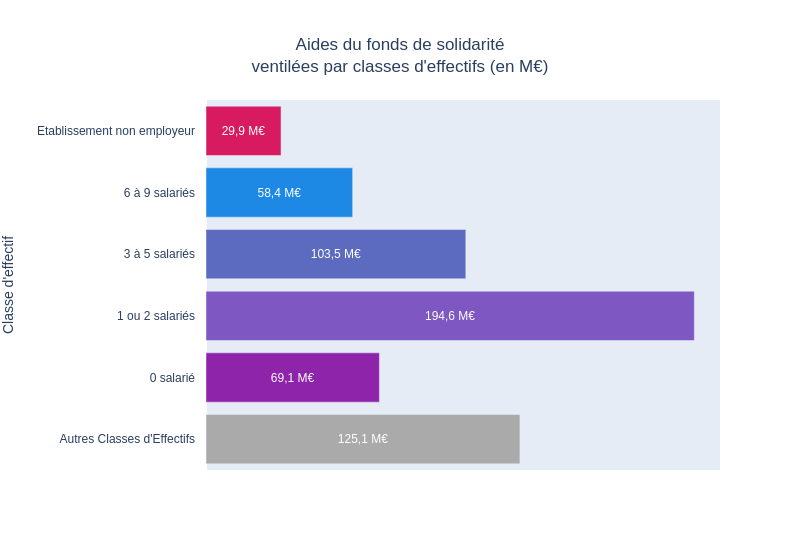 Aides du fonds de solidarité
ventilées par classes d'effectifs (en M€)
Classe d'effectif
Etablissement non employeur
29,9 M€
6 à 9 salariés
58,4 M€
3 à 5 salariés
103,5 M€
1 ou 2 salariés
194,6 M€
0 salarié
69,1 M€
Autres Classes d'Effectifs
125,1 M€